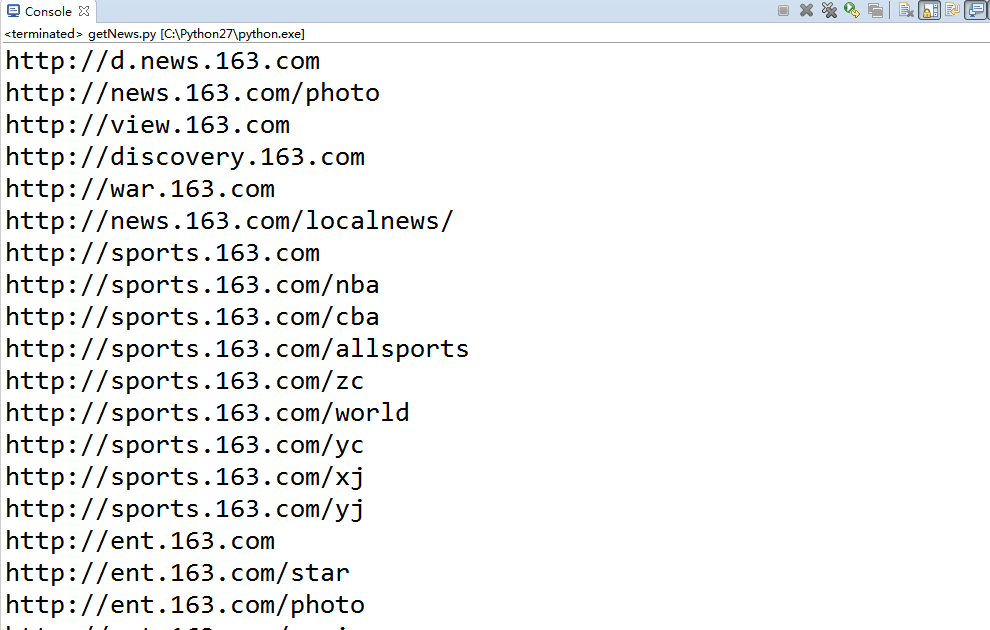 Console
<terminated> getNews.py [C:\Python27\python.exe]
http://d.news.163.com
http://news.163.com/photo
http://view.163.com
http://discovery.163.com
http://war.163.com
http://news.163.com/localnews/
http://sports.163.com
http://sports.163.com/nba
http://sports.163.com/cba
http://sports.163.com/allsports
http://sports.163.com/zc
http://sports.163.com/world
http://sports.163.com/yc
http://sports.163.com/xj
http://sports.163.com/yj
http://ent.163.com
http://ent.163.com/star
http://ent.163.com/photo